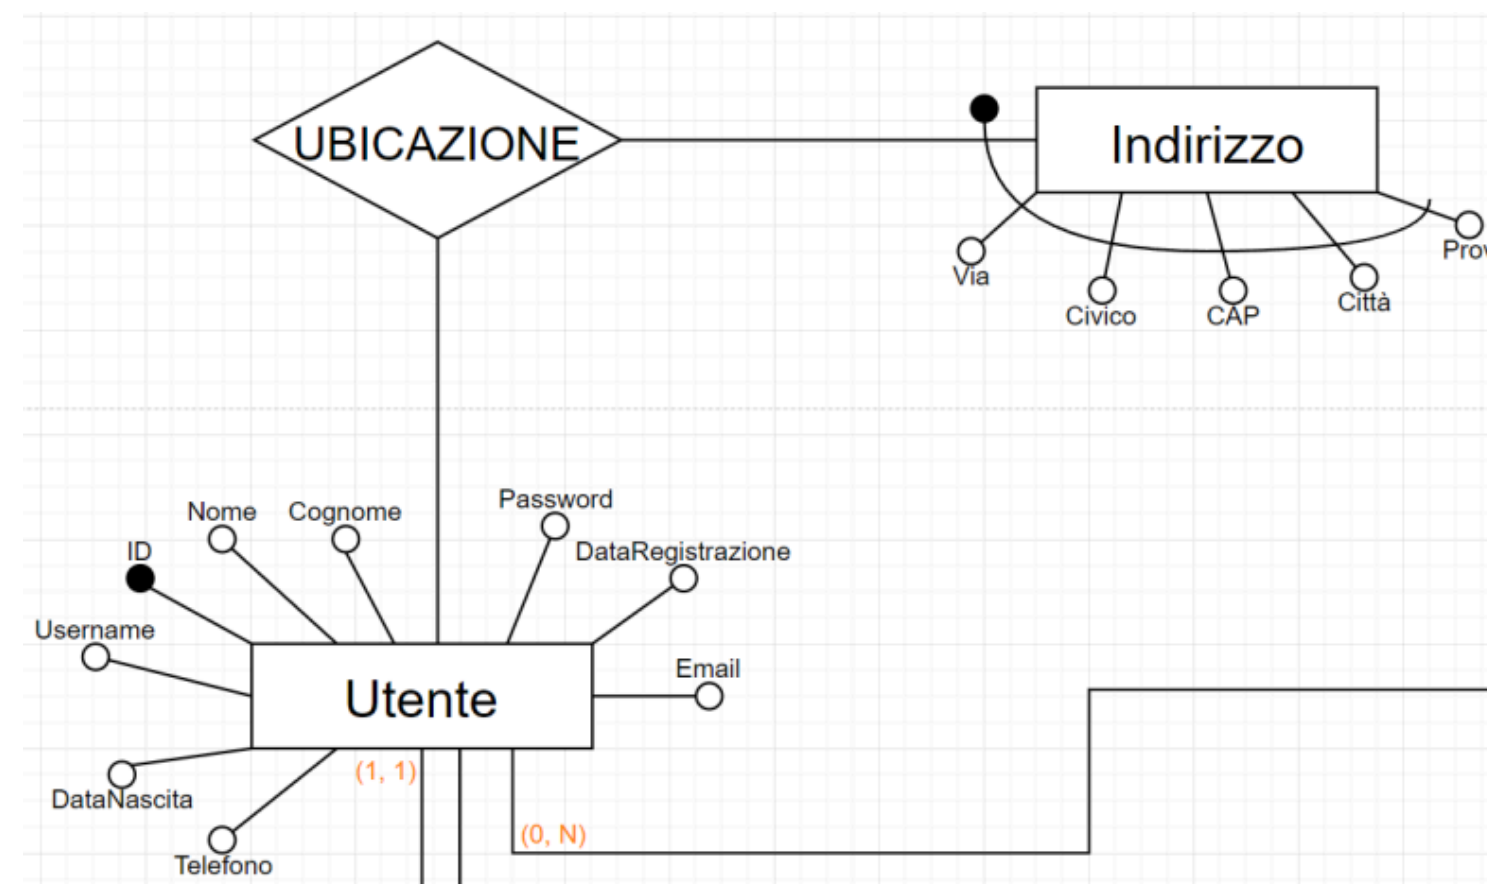 UBICAZIONE
Indirizzo
Via
Civico
CAP
Città
Prov
Nome
Cognome
Password
ID
DataRegistrazione
Username
Email
Utente
DataNascita
Telefono
(1, 1)
(0, N)